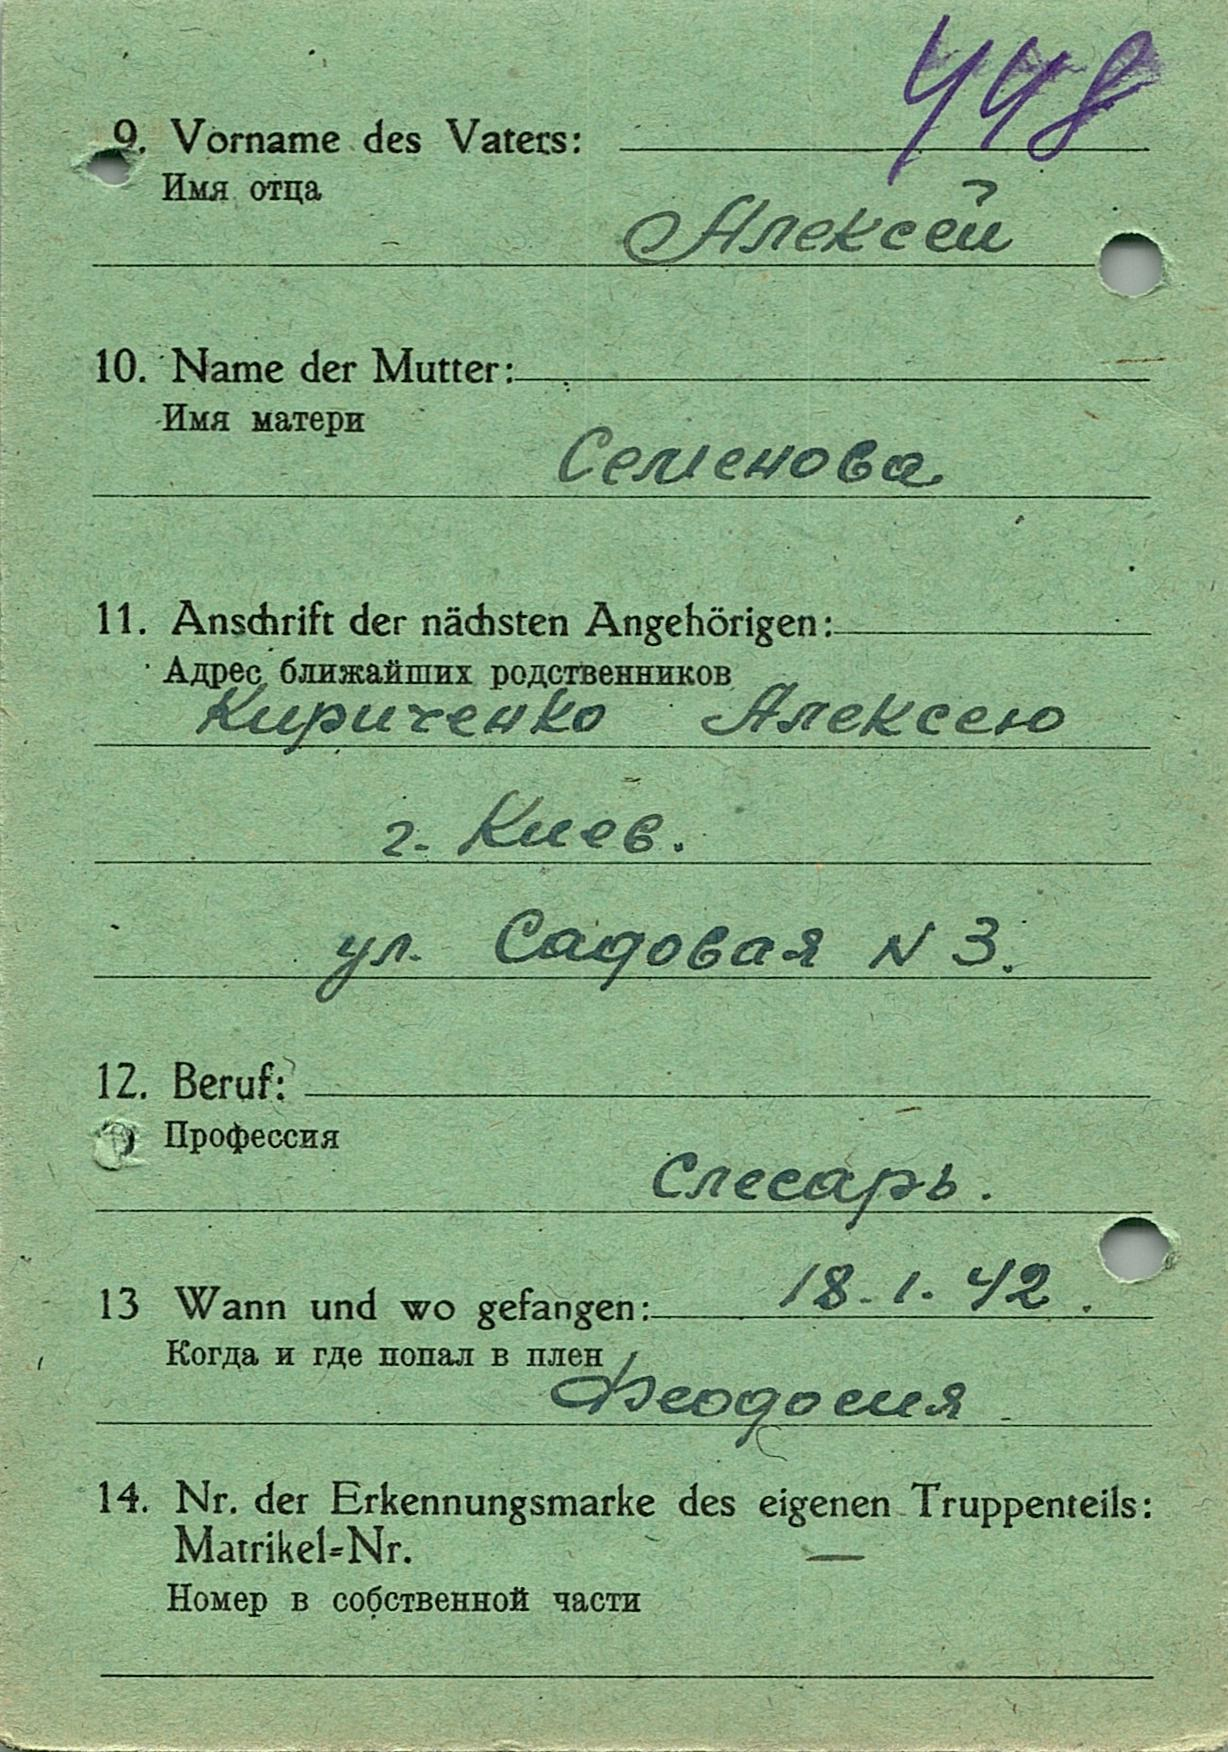 448
9. Vorname des Vaters:
Имя отца
Алексей
10. Name der Mutter:
Имя матери
Семенова
11. Anschrift der nächsten Angehörigen:
Адрес ближайших родственников
Кириченко Алексею
г. Киев.
ул. Садовая N 3.
12. Beruf:
Профессия
Слесарь.
13 Wann und wo gefangen: 18.1.42.
Когда и где попал в плен
Феодосия
14. Nr. der Erkennungsmarke des eigenen Truppenteils:
Matrikel-Nr. —
Номер в собственной части